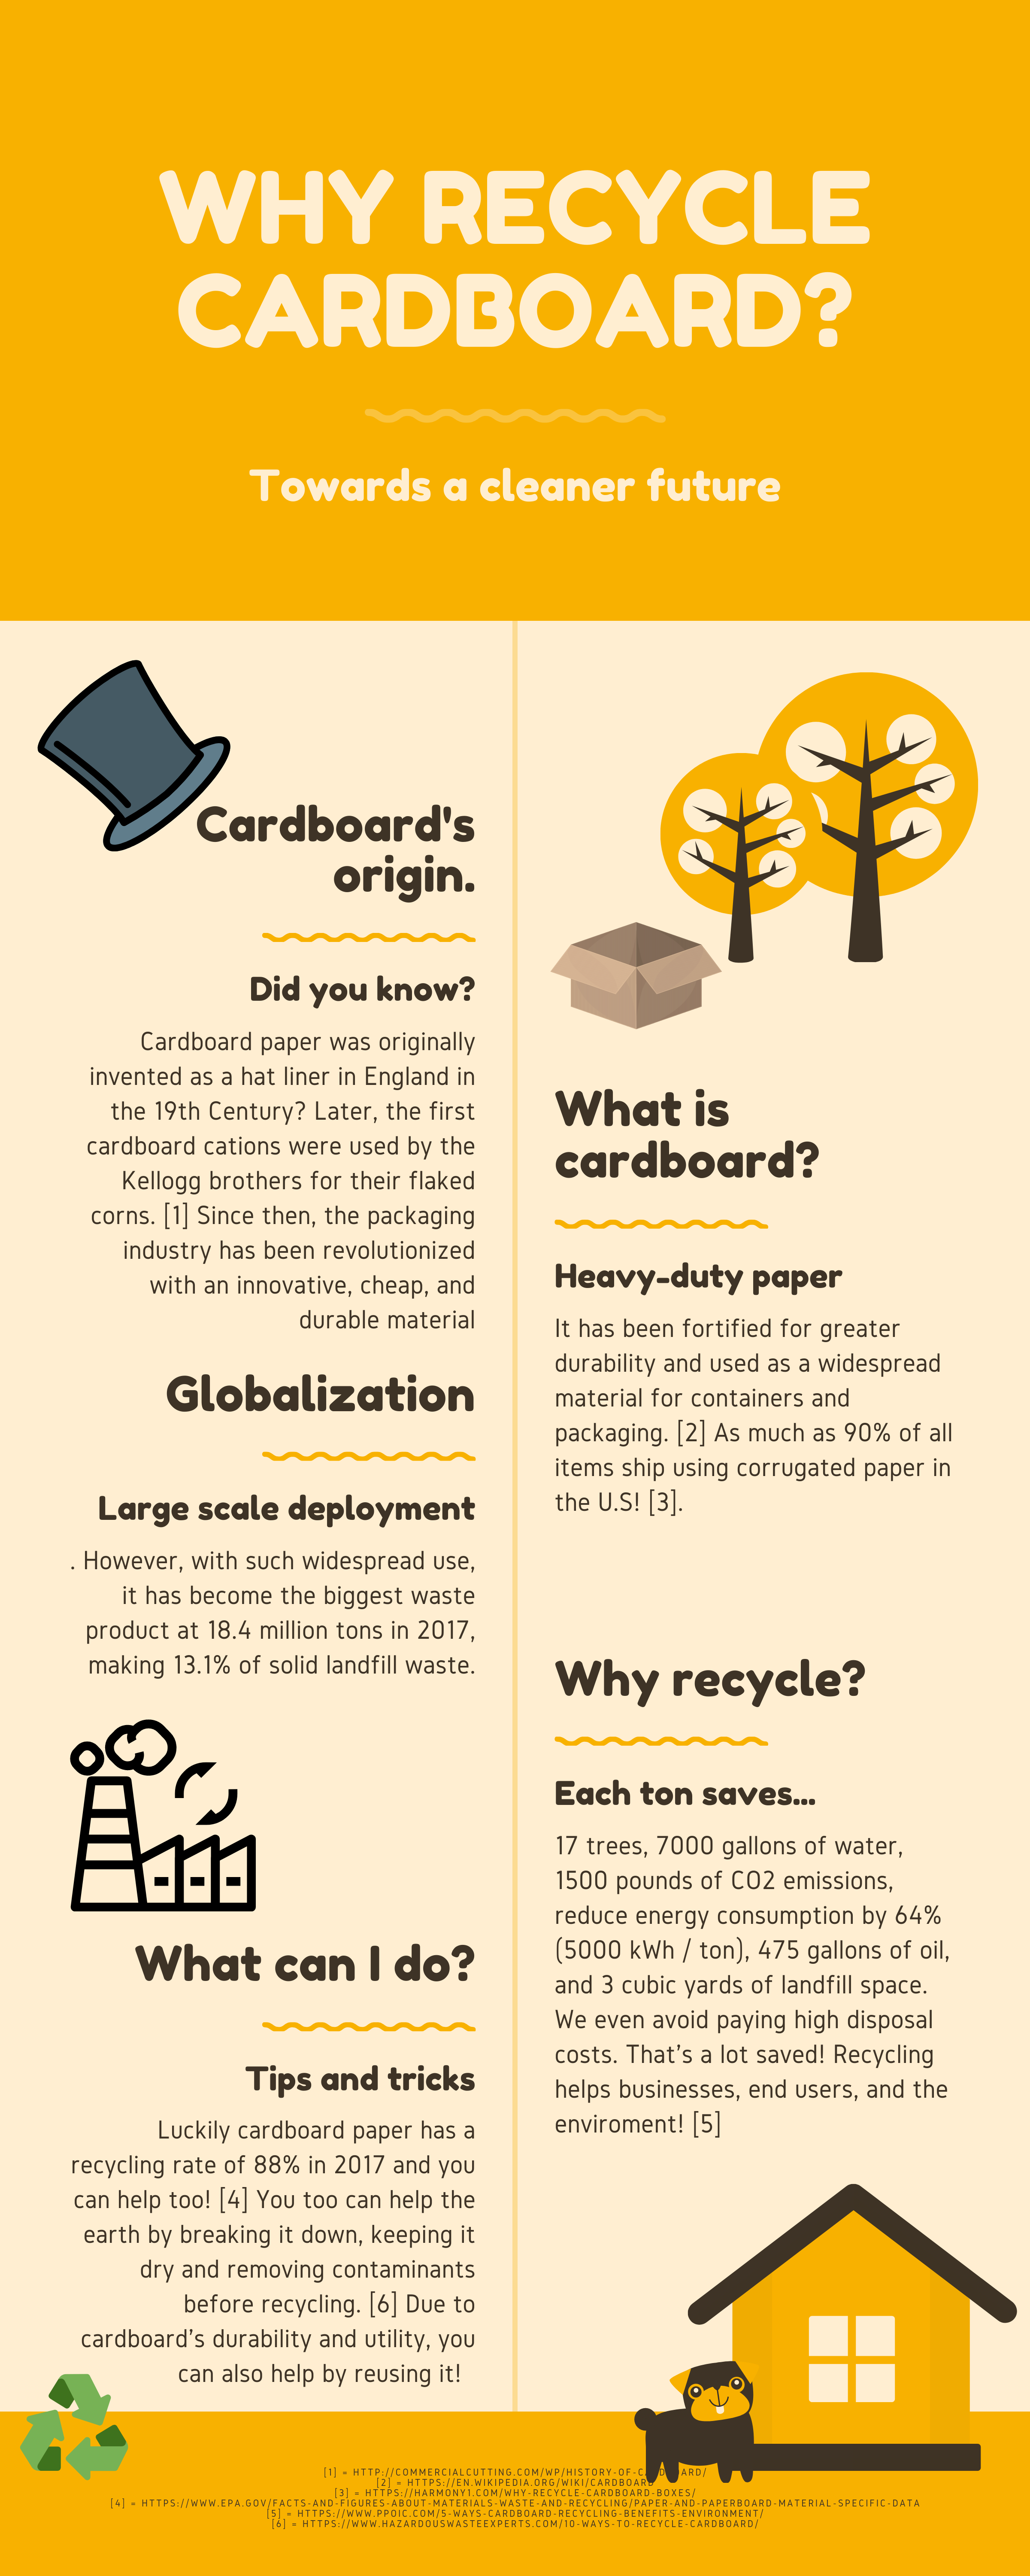 WHY RECYCLE
CARDBOARD?
Towards a cleaner future
Cardboard's
origin.
Did you know?
Cardboard paper was originally
invented as a hat liner in England in
the 19th Century? Later, the first
cardboard cations were used by the
Kellogg brothers for their flaked
corns. [1] Since then, the packaging
industry has been revolutionized
with an innovative, cheap, and
durable material
Globalization
Large scale deployment
. However, with such widespread use,
it has become the biggest waste
product at 18.4 million tons in 2017,
making 13.1% of solid landfill waste.
What can I do?
Tips and tricks
Luckily cardboard paper has a
recycling rate of 88% in 2017 and you
can help too! [4] You too can help the
earth by breaking it down, keeping it
dry and removing contaminants
before recycling. [6] Due to
cardboard's durability and utility, you
can also help by reusing it!
What is
cardboard?
Heavy-duty paper
It has been fortified for greater
durability and used as a widespread
material for containers and
packaging. [2] As much as 90% of all
items ship using corrugated paper in
the U.S! [3].
Why recycle?
Each ton saves...
17 trees, 7000 gallons of water,
1500 pounds of CO2 emissions,
reduce energy consumption by 64%
(5000 kWh / ton), 475 gallons of oil,
and 3 cubic yards of landfill space.
We even avoid paying high disposal
costs. That's a lot saved! Recycling
helps businesses, end users, and the
enviroment! [5]
[1] = HTTP://COMMERCIALCUTTING.COM/WP/HISTORY-OF-CARDBOARD/
[2] = HTTPS://EN.WIKIPEDIA.ORG/WIKI/CARDBOARD
[3] = HTTPS://HARMONY1.COM/WHY-RECYCLE-CARDBOARD-BOXES/
[4] = HTTPS://WWW.EPA.GOV/FACTS-AND-FIGURES-ABOUT-MATERIALS-WASTE-AND-RECYCLING/PAPER-AND-PAPERBOARD-MATERIAL-SPECIFIC-DATA
[5] = HTTPS://WWW.PPOIC.COM/5-WAYS-CARDBOARD-RECYCLING-BENEFITS-ENVIRONMENT/
[6] = HTTPS://WWW.HAZARDOUSWASTEEXPERTS.COM/10-WAYS-TO-RECYCLE-CARDBOARD/